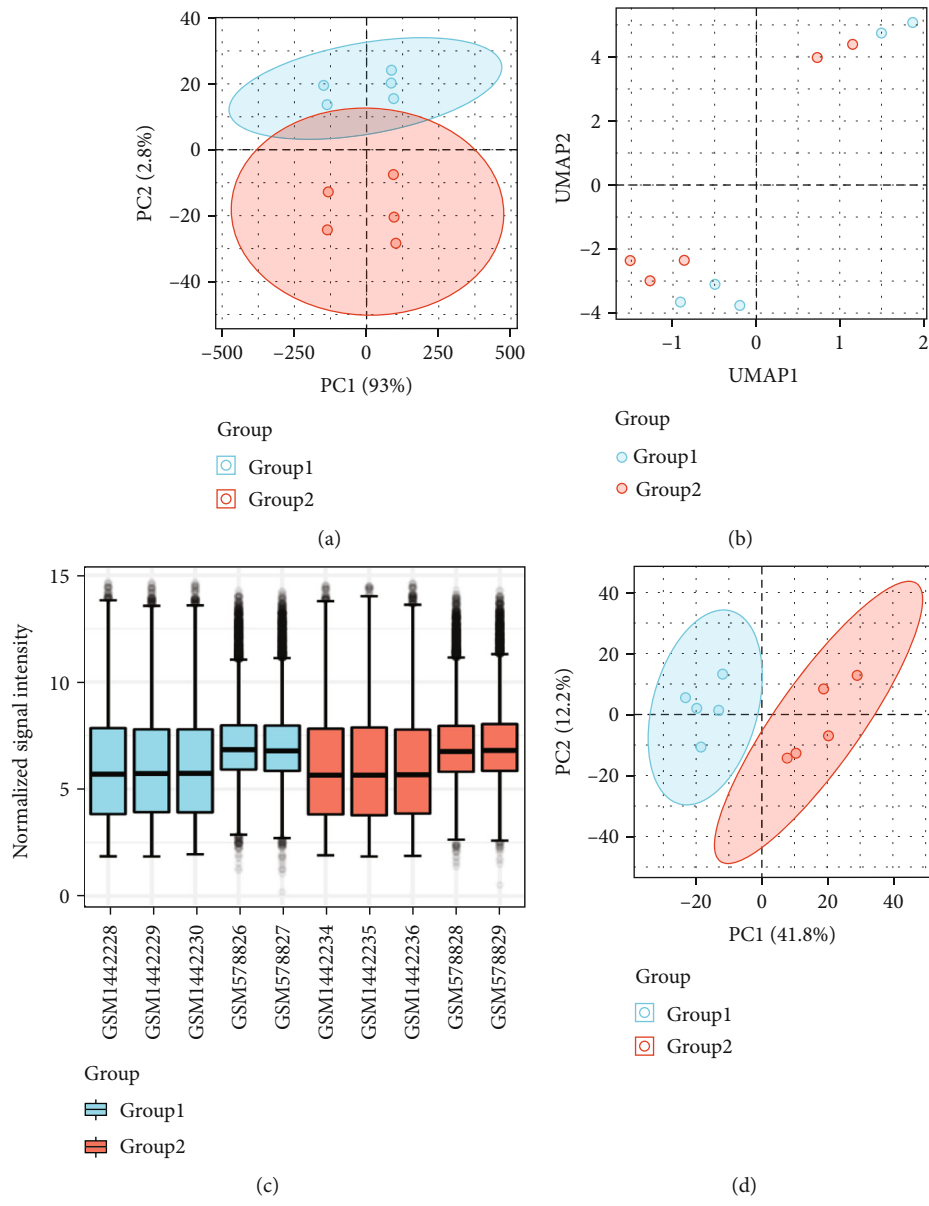 40
20
0
−20
−40
PC2 (2.8%)
−500
−250
0
250
500
PC1 (93%)
Group
Group1
Group2
(a)
4
2
0
−2
−4
UMAP2
−1
0
1
2
UMAP1
Group
Group1
Group2
(b)
15
10
5
0
Normalized signal intensity
GSM1442228
GSM1442229
GSM1442230
GSM578826
GSM578827
GSM1442234
GSM1442235
GSM1442236
GSM578828
GSM578829
Group
Group1
Group2
(c)
40
20
0
−20
−40
PC2 (12.2%)
−20
0
20
40
PC1 (41.8%)
Group
Group1
Group2
(d)